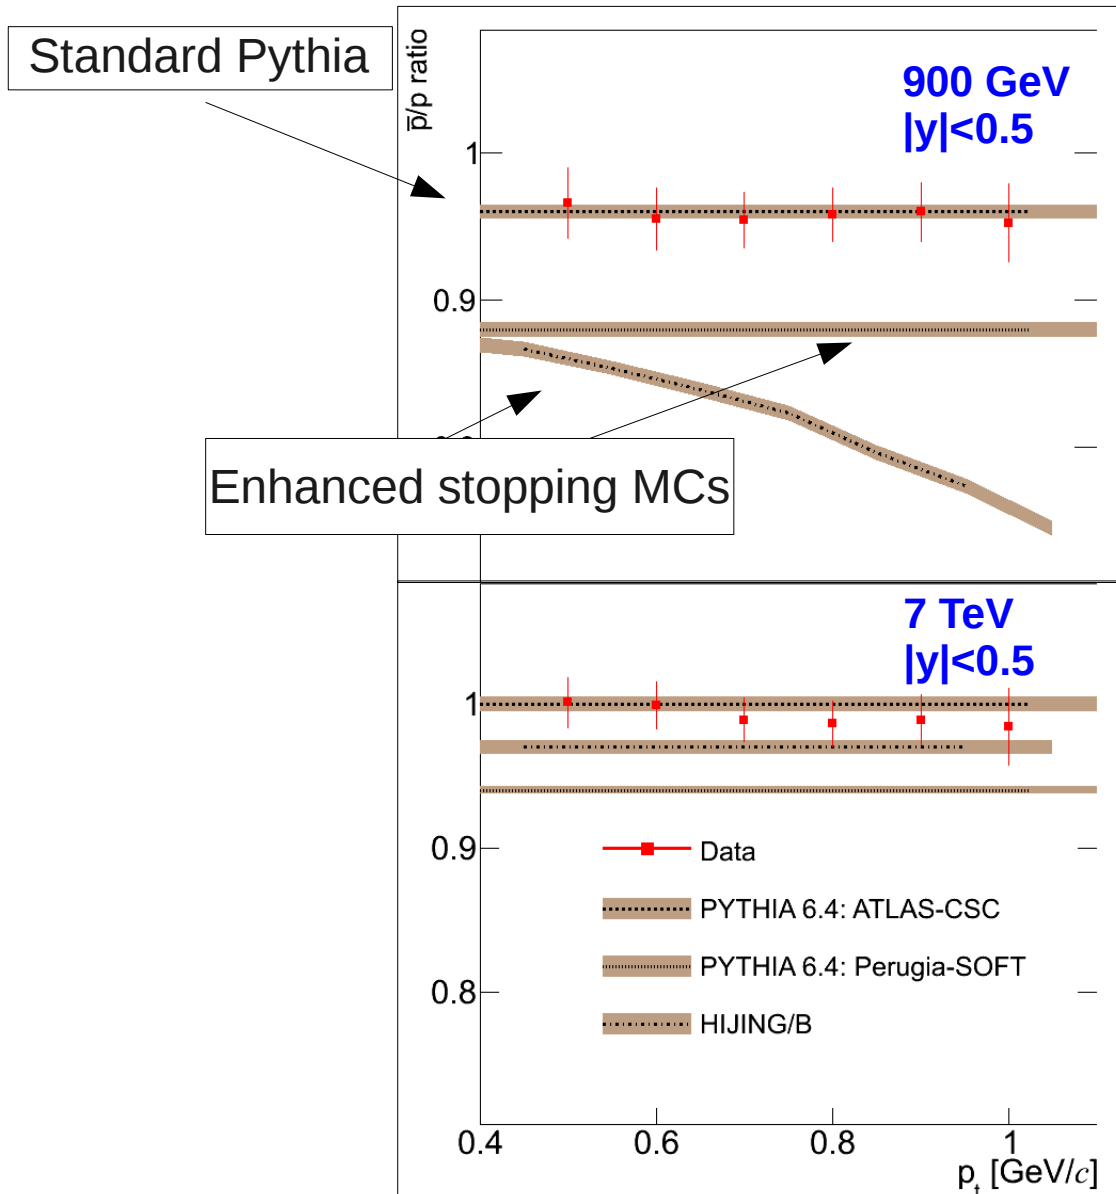 Standard Pythia
p̅/p ratio
900 GeV
|y|<0.5
1
0.9
Enhanced stopping MCs
7 TeV
|y|<0.5
1
0.9
0.8
Data
PYTHIA 6.4: ATLAS-CSC
PYTHIA 6.4: Perugia-SOFT
HIJING/B
0.4 0.6 0.8 1
pt [GeV/c]